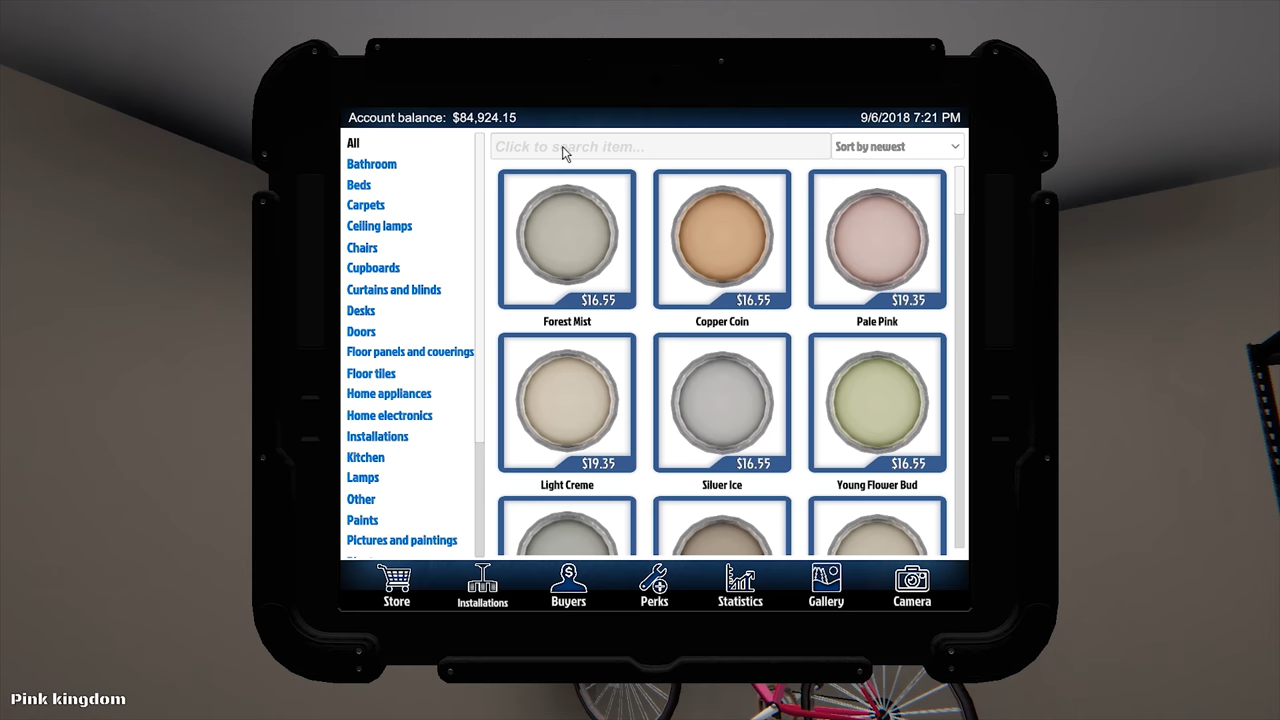 Account balance: $84,924.15
9/6/2018 7:21 PM
All
Bathroom
Beds
Carpets
Ceiling lamps
Chairs
Cupboards
Curtains and blinds
Desks
Doors
Floor panels and coverings
Floor tiles
Home appliances
Home electronics
Installations
Kitchen
Lamps
Other
Paints
Pictures and paintings
Click to search item...
Sort by newest
$16.55
$16.55
$19.35
Forest Mist
Copper Coin
Pale Pink
$19.35
$16.55
$16.55
Light Creme
Silver Ice
Young Flower Bud
Store
Installations
Buyers
Perks
Statistics
Gallery
Camera
Pink kingdom